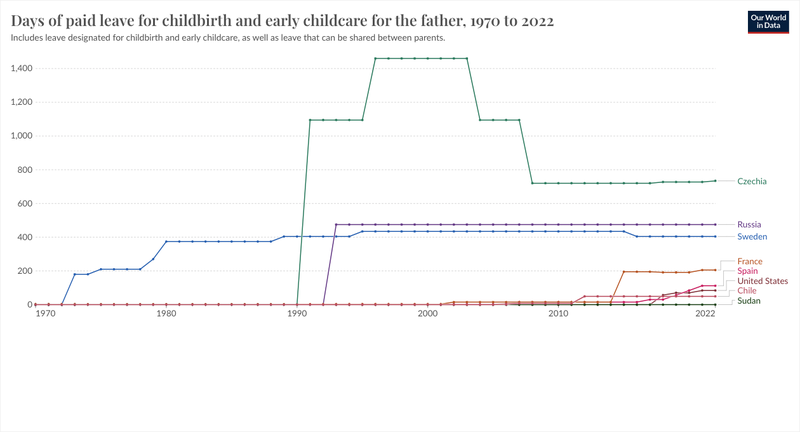 Days of paid leave for childbirth and early childcare for the father, 1970 to 2022
Our World
in Data
Includes leave designated for childbirth and early childcare, as well as leave that can be shared between parents.
1,400
1,200
1,000
800
600
400
200
0
Czechia
Russia
Sweden
France
Spain
United States
Chile
Sudan
1970
1980
1990
2000
2010
2022